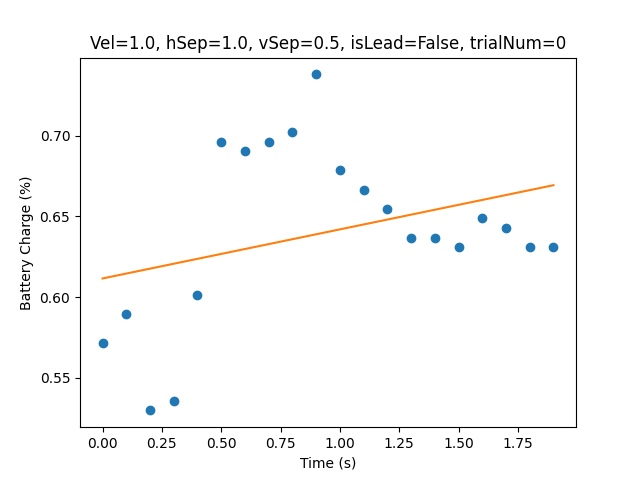 Vel=1.0, hSep=1.0, vSep=0.5, isLead=False, trialNum=0
0.70
0.65
0.60
0.55
Battery Charge (%)
0.00 0.25 0.50 0.75 1.00 1.25 1.50 1.75
Time (s)